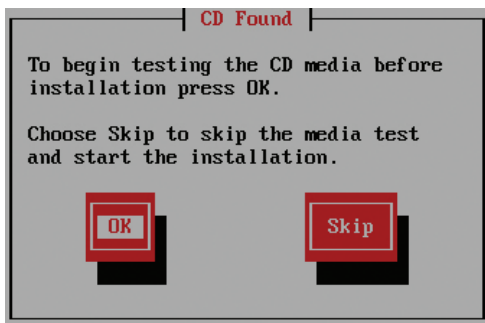 CD Found
To begin testing the CD media before
installation press OK.
Choose Skip to skip the media test
and start the installation.
OK Skip